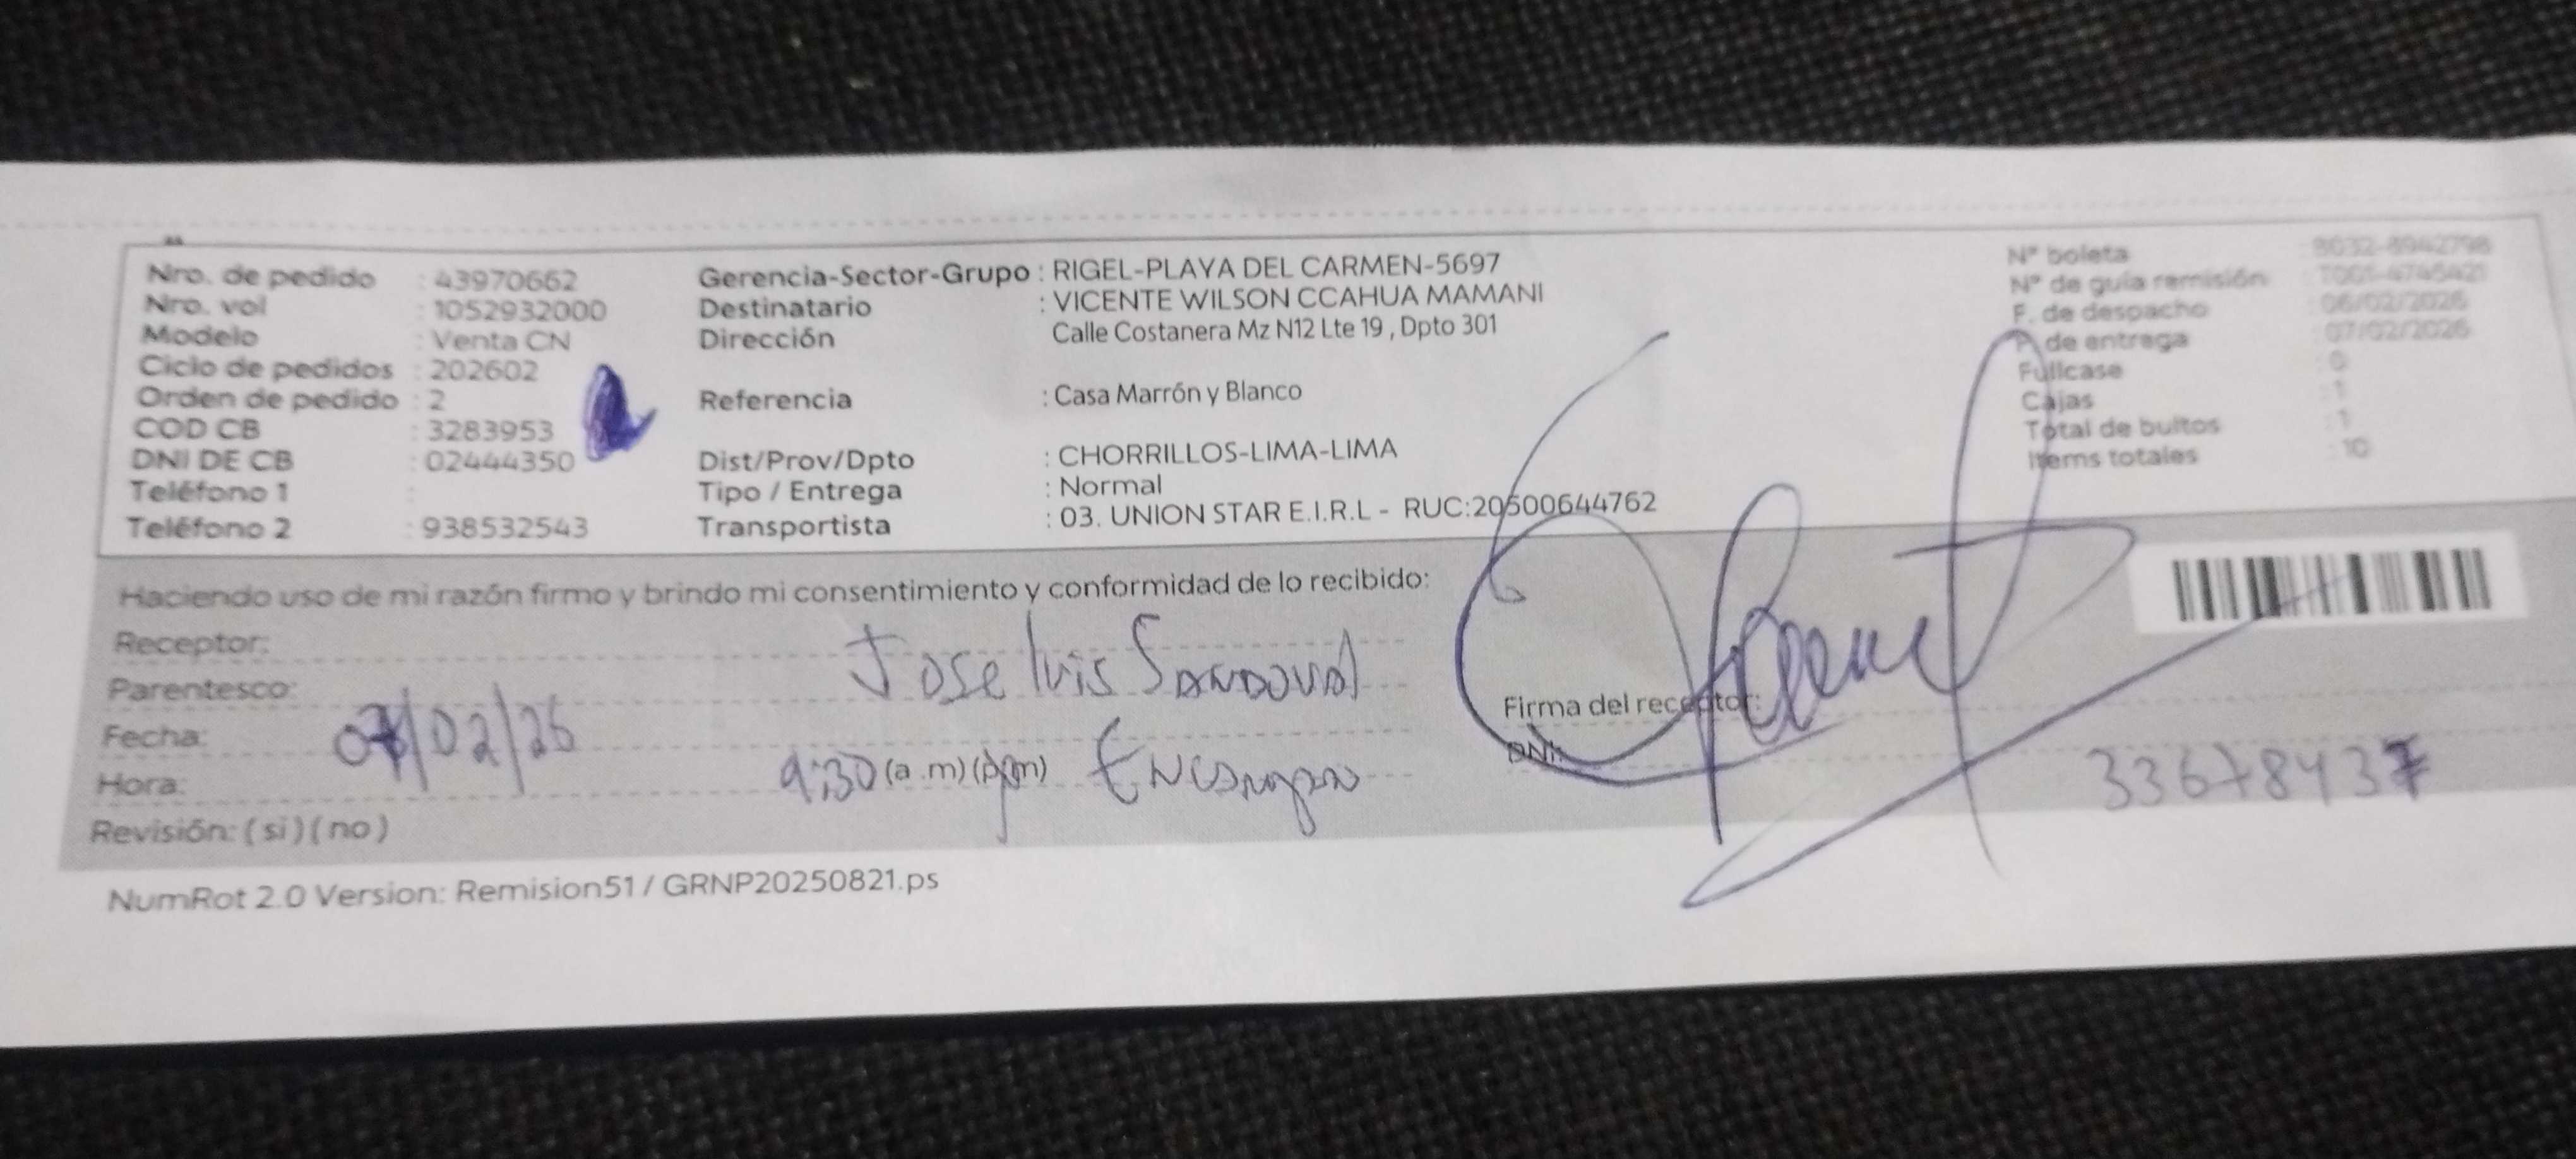 Nro. de pedido : 43970662
Nro. vol : 1052932000
Modelo : Venta CN
Ciclo de pedidos : 202602
Orden de pedido : 2
COD CB : 3283953
DNI DE CB : 02444350
Teléfono 1 :
Teléfono 2 : 938532543
Gerencia-Sector-Grupo : RIGEL-PLAYA DEL CARMEN-5697
Destinatario : VICENTE WILSON CCAHUA MAMANI
Dirección Calle Costanera Mz N12 Lte 19 , Dpto 301
Referencia : Casa Marrón y Blanco
Dist/Prov/Dpto : CHORRILLOS-LIMA-LIMA
Tipo / Entrega : Normal
Transportista : 03. UNION STAR E.I.R.L - RUC:20500644762
N° boleta
N° de guía remisión
F. de despacho : 06/02/2026
F. de entrega : 07/02/2026
Fullcase : 0
Cajas : 1
Total de bultos : 1
Items totales : 10
Haciendo uso de mi razón firmo y brindo mi consentimiento y conformidad de lo recibido:
Receptor: Jose luis Sandoval
Parentesco:
Fecha: 07/02/26
Hora: 9:30 (a .m) (p.m)
Revisión: ( si ) ( no )
Firma del receptor:
DNI: 33678437
NumRot 2.0 Version: Remision51 / GRNP20250821.ps